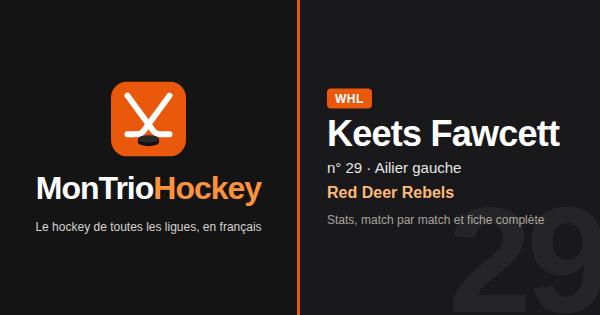 MonTrioHockey
Le hockey de toutes les ligues, en français
WHL
Keets Fawcett
n° 29 · Ailier gauche
Red Deer Rebels
Stats, match par match et fiche complète
29